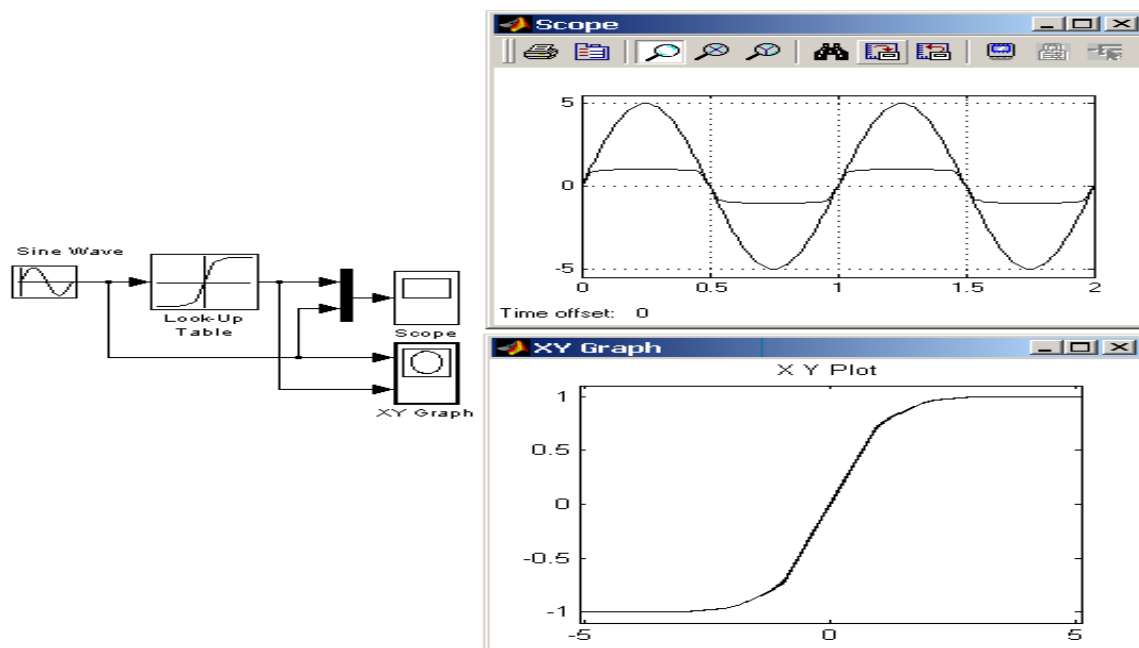 Scope
5
0
-5
0
0.5
1
1.5
2
Time offset: 0
Sine Wave
Look-Up
Table
Scope
XY Graph
XY Graph
X Y Plot
1
0.5
0
-0.5
-1
-5
0
5